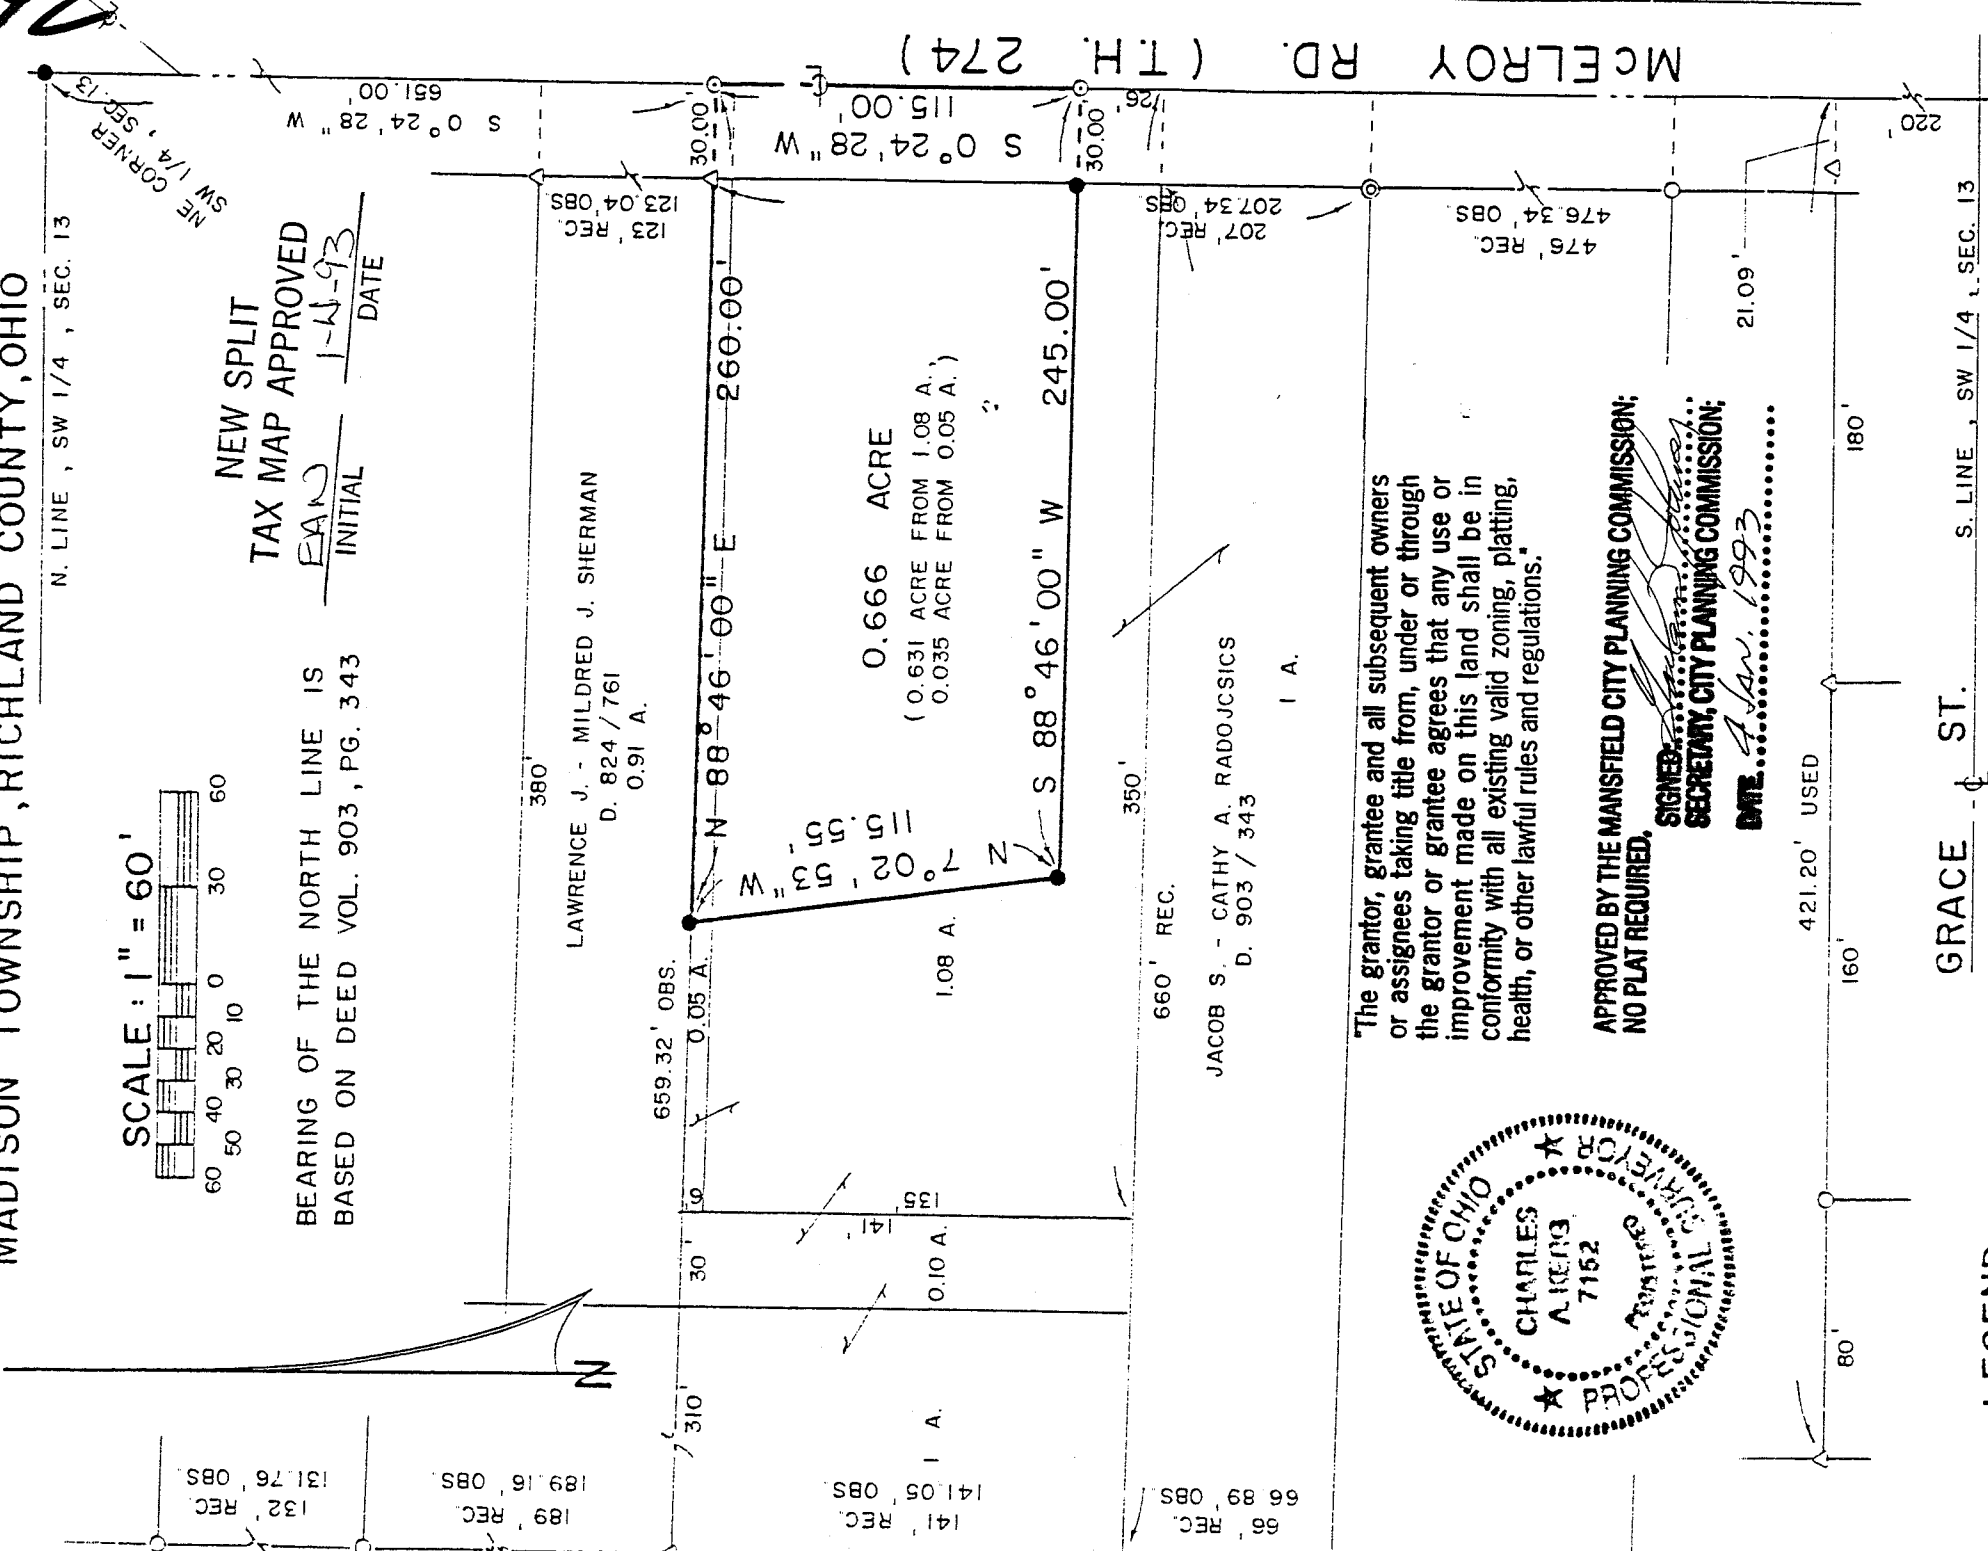 MADISON TOWNSHIP, RICHLAND COUNTY, OHIO
N. LINE, SW 1/4, SEC. 13
NE CORNER
SW 1/4, SEC. 13
SCALE : 1" = 60'
60 50 40 30 20 10 0 30 60
NEW SPLIT
TAX MAP APPROVED
1-11-93
INITIAL DATE
BEARING OF THE NORTH LINE IS
BASED ON DEED VOL. 903, PG. 343
N
McELROY RD. (T.H. 274)
S 0°24'28" W
651.00'
S 0°24'28" W
115.00'
26'
220'
30.00'
30.00'
123' REC.
123.04' OBS.
207' REC.
207.34' OBS.
476' REC.
476.34' OBS.
21.09'
380'
LAWRENCE J. - MILDRED J. SHERMAN
D. 824 / 761
0.91 A.
N 88°46'00" E 260.00'
0.666 ACRE
(0.631 ACRE FROM 1.08 A.,
0.035 ACRE FROM 0.05 A.)
S 88°46'00" W 245.00'
N 7°02'53" W
115.55'
659.32' OBS.
0.05 A.
1.08 A.
660' REC. 350'
JACOB S. - CATHY A. RADOJCSICS
D. 903 / 343
1 A.
6'
135'
141'
30'
0.10 A.
310'
1 A.
132' REC.
131.76' OBS.
189' REC.
189.16' OBS.
141' REC.
141.05' OBS.
66' REC.
66.89' OBS.
"The grantor, grantee and all subsequent owners
or assignees taking title from, under or through
the grantor or grantee agrees that any use or
improvement made on this land shall be in
conformity with all existing valid zoning, platting,
health, or other lawful rules and regulations."
APPROVED BY THE MANSFIELD CITY PLANNING COMMISSION;
NO PLAT REQUIRED.
SIGNED
SECRETARY, CITY PLANNING COMMISSION;
DATE 4 Jan. 1993
STATE OF OHIO
CHARLES
A. KERG
7152
REGISTERED
PROFESSIONAL SURVEYOR
421.20' USED
80' 160' 180'
GRACE ST.
S. LINE, SW 1/4, SEC. 13
LEGEND